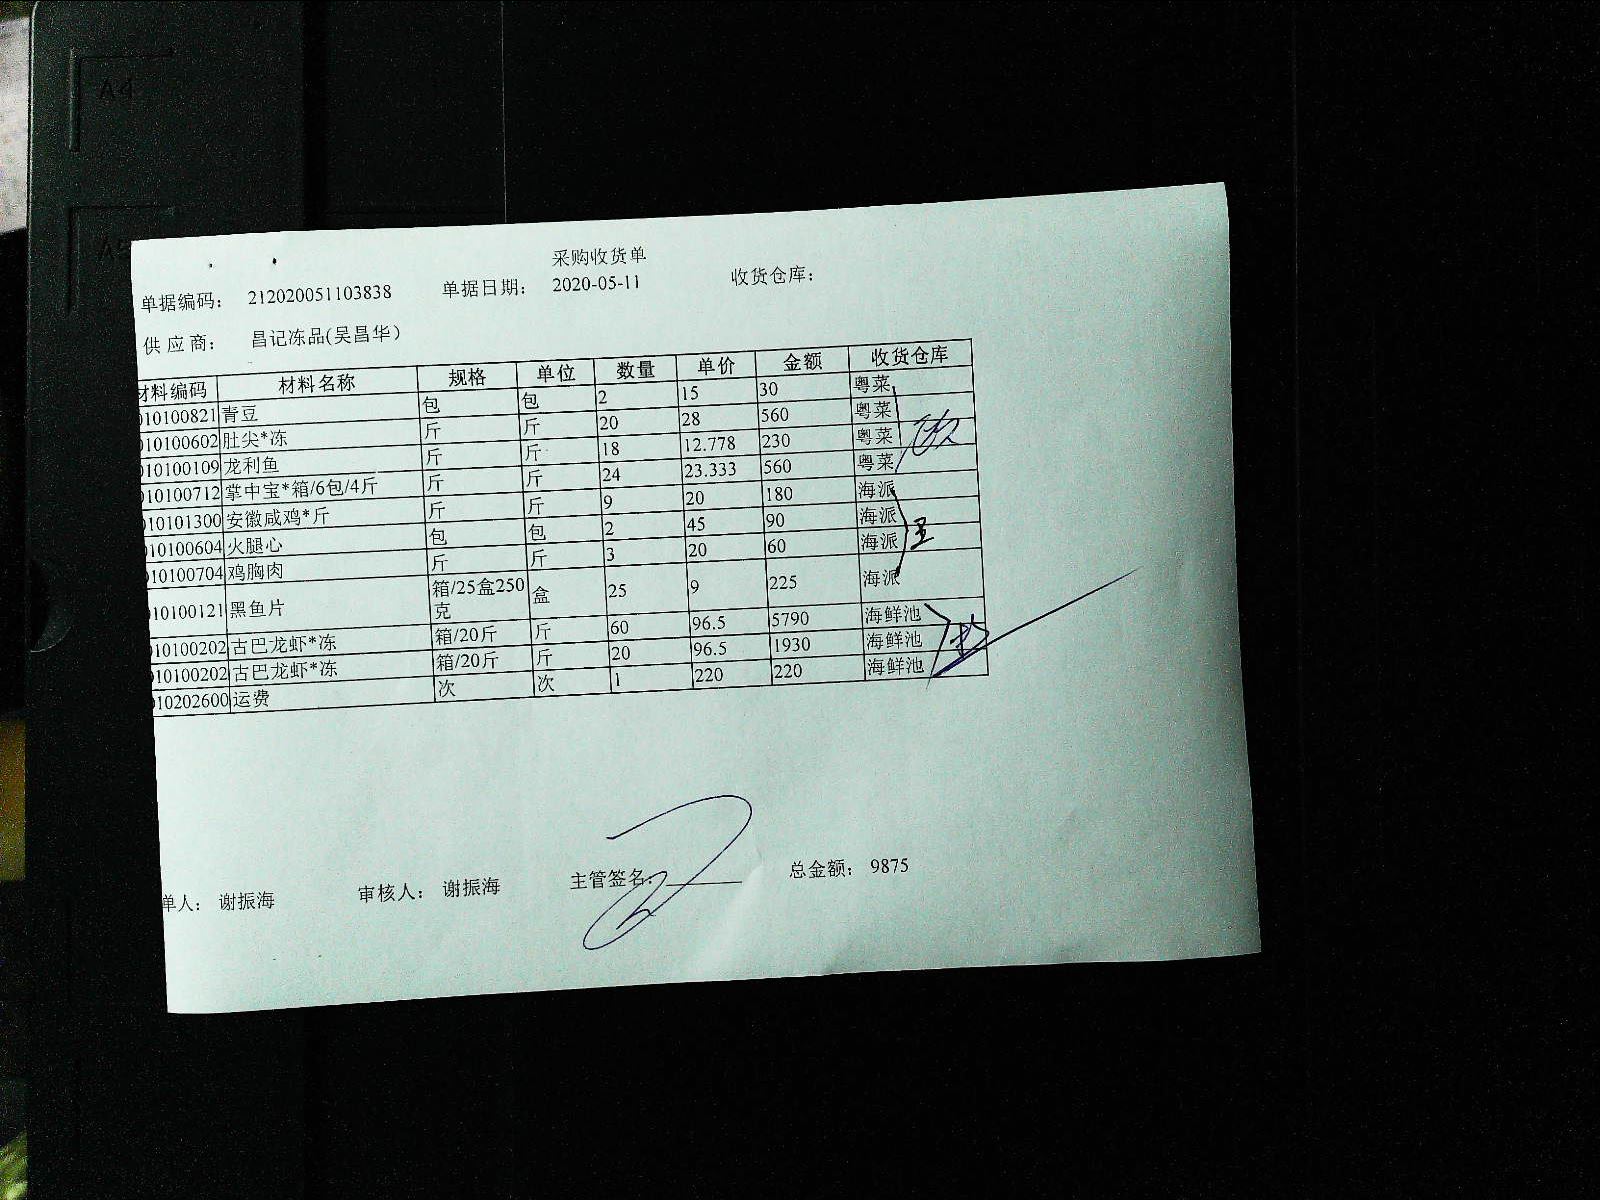 A4
A5
采购收货单
单据编码： 212020051103838 单据日期： 2020-05-11 收货仓库：
供 应 商： 昌记冻品(吴昌华)
材料编码 材料名称 规格 单位 数量 单价 金额 收货仓库
010100821 青豆 包 包 2 15 30 粤菜
010100602 肚尖*冻 斤 斤 20 28 560 粤菜
010100109 龙利鱼 斤 斤 18 12.778 230 粤菜
010100712 掌中宝*箱/6包/4斤 斤 斤 24 23.333 560 粤菜
010101300 安徽咸鸡*斤 斤 斤 9 20 180 海派
010100604 火腿心 包 包 2 45 90 海派
010100704 鸡胸肉 斤 斤 3 20 60 海派
010100121 黑鱼片 箱/25盒250克 盒 25 9 225 海派
010100202 古巴龙虾*冻 箱/20斤 斤 60 96.5 5790 海鲜池
010100202 古巴龙虾*冻 箱/20斤 斤 20 96.5 1930 海鲜池
010202600 运费 次 次 1 220 220 海鲜池
单人： 谢振海 审核人： 谢振海 主管签名： 总金额： 9875